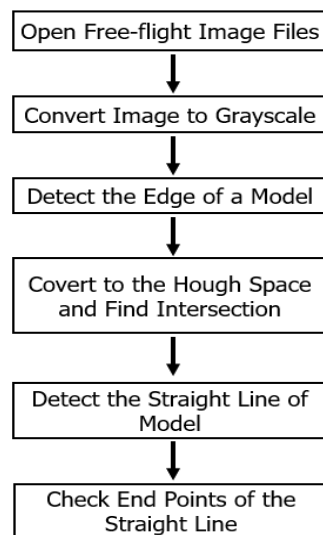 Open Free-flight Image Files
Convert Image to Grayscale
Detect the Edge of a Model
Covert to the Hough Space
and Find Intersection
Detect the Straight Line of
Model
Check End Points of the
Straight Line